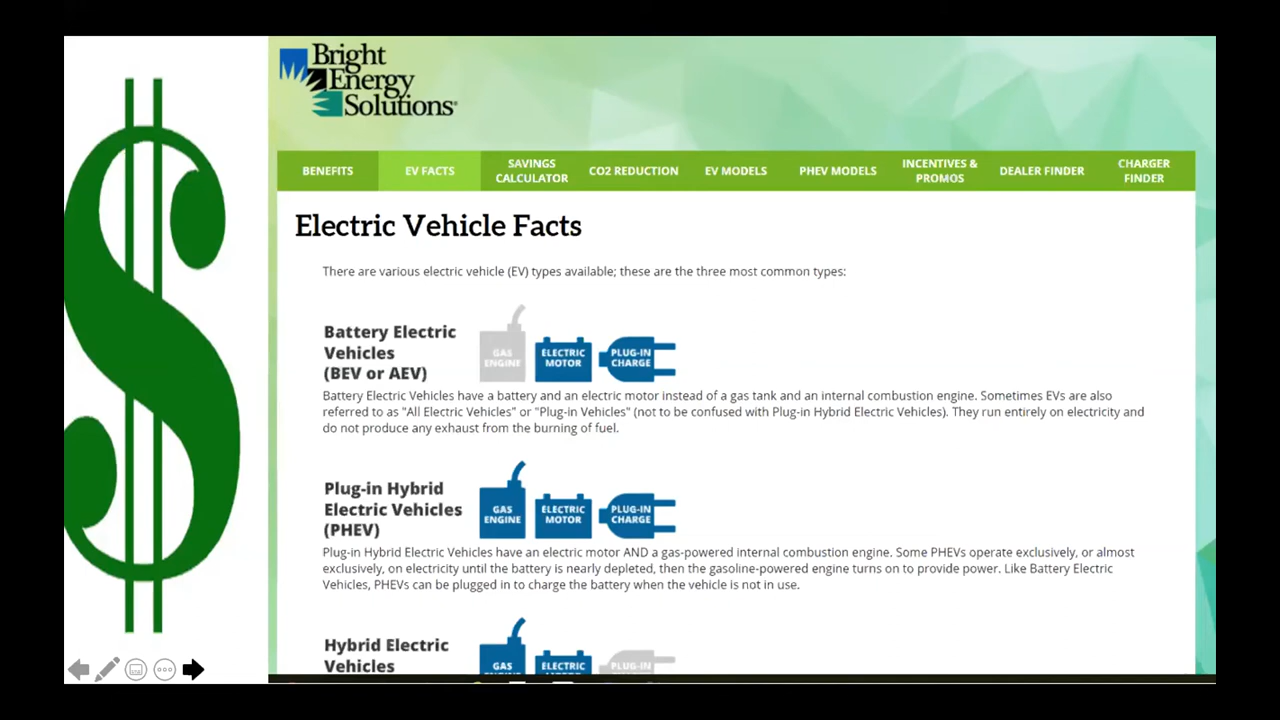 $
Bright
Energy
Solutions®
BENEFITS
EV FACTS
SAVINGS
CALCULATOR
CO2 REDUCTION
EV MODELS
PHEV MODELS
INCENTIVES &
PROMOS
DEALER FINDER
CHARGER
FINDER
Electric Vehicle Facts
There are various electric vehicle (EV) types available; these are the three most common types:
Battery Electric
Vehicles
(BEV or AEV)
GAS
ENGINE
ELECTRIC
MOTOR
PLUG-IN
CHARGE
Battery Electric Vehicles have a battery and an electric motor instead of a gas tank and an internal combustion engine. Sometimes EVs are also
referred to as "All Electric Vehicles" or "Plug-in Vehicles" (not to be confused with Plug-in Hybrid Electric Vehicles). They run entirely on electricity and
do not produce any exhaust from the burning of fuel.
Plug-in Hybrid
Electric Vehicles
(PHEV)
GAS
ENGINE
ELECTRIC
MOTOR
PLUG-IN
CHARGE
Plug-in Hybrid Electric Vehicles have an electric motor AND a gas-powered internal combustion engine. Some PHEVs operate exclusively, or almost
exclusively, on electricity until the battery is nearly depleted, then the gasoline-powered engine turns on to provide power. Like Battery Electric
Vehicles, PHEVs can be plugged in to charge the battery when the vehicle is not in use.
Hybrid Electric
Vehicles
GAS
ELECTRIC
PLUG-IN